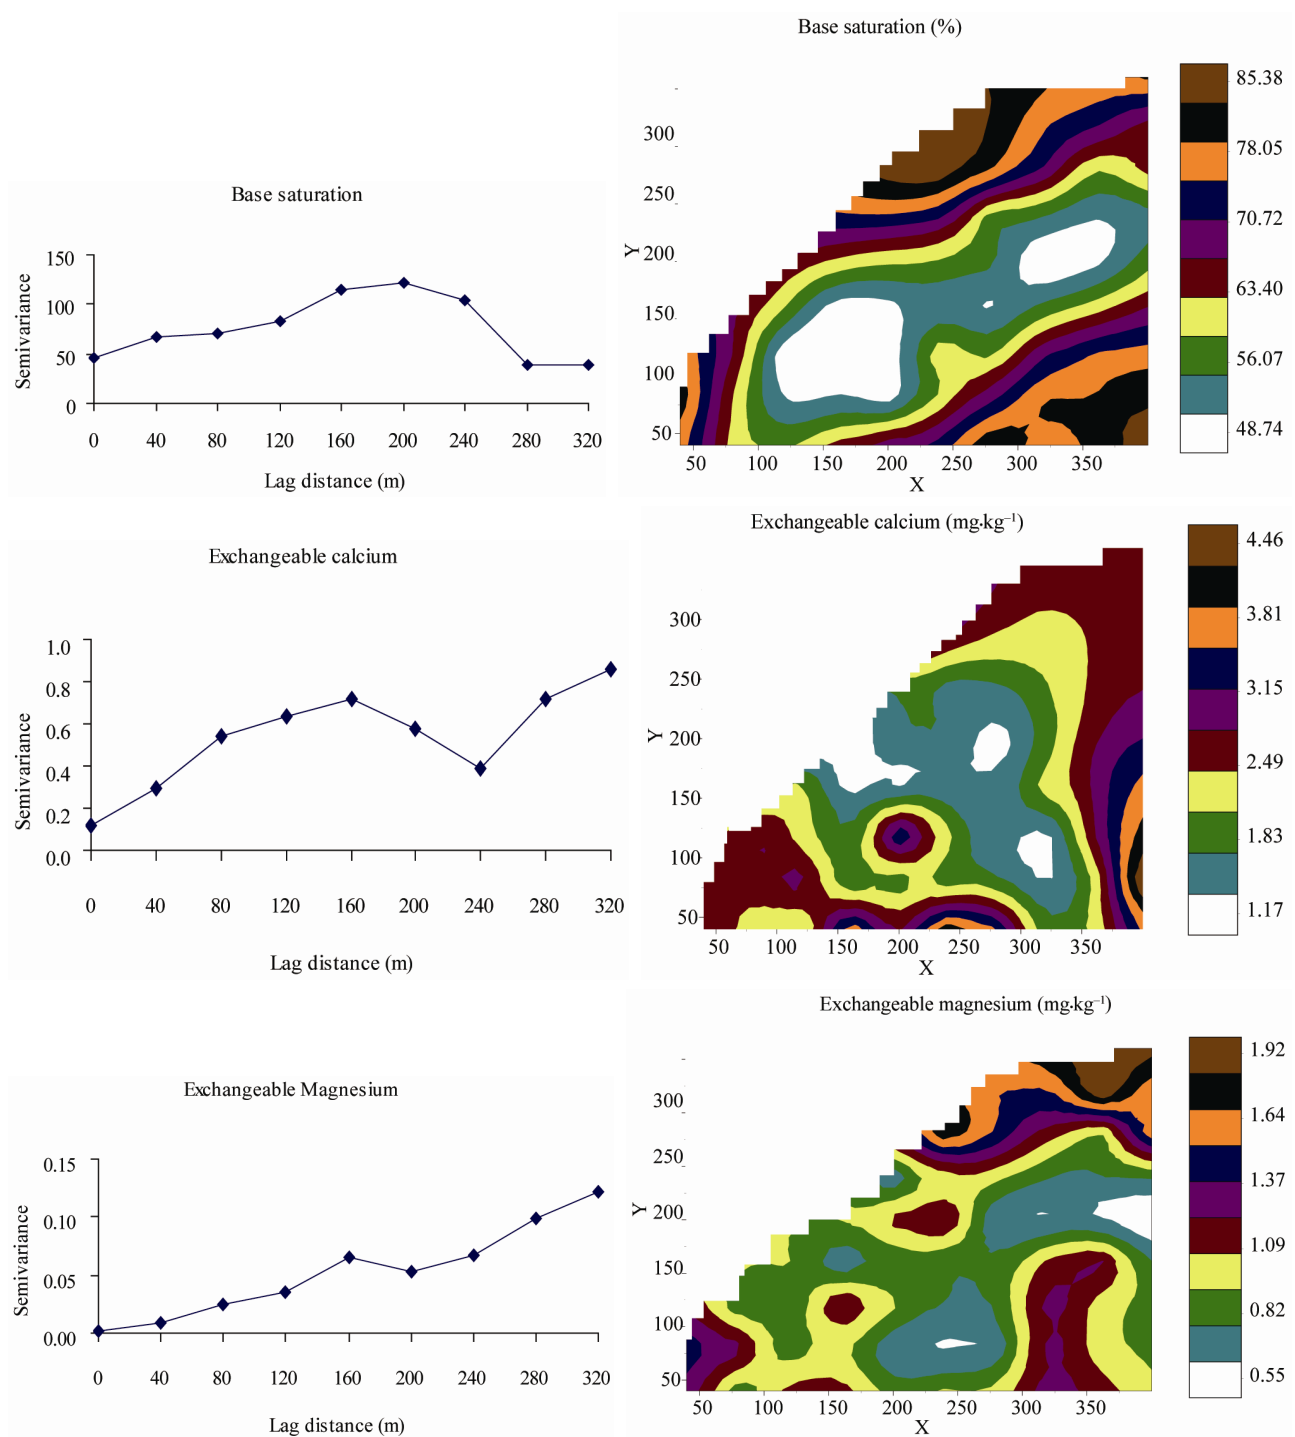 Base saturation (%)
85.38
78.05
70.72
63.40
56.07
48.74
300
250
200
150
100
50
Y
50 100 150 200 250 300 350
X
Base saturation
150
100
50
0
Semivariance
0 40 80 120 160 200 240 280 320
Lag distance (m)
Exchangeable calcium (mg·kg⁻¹)
4.46
3.81
3.15
2.49
1.83
1.17
300
250
200
150
100
50
Y
50 100 150 200 250 300 350
X
Exchangeable calcium
1.0
0.8
0.6
0.4
0.2
0.0
Semivariance
0 40 80 120 160 200 240 280 320
Lag distance (m)
Exchangeable magnesium (mg·kg⁻¹)
1.92
1.64
1.37
1.09
0.82
0.55
300
250
200
150
100
50
Y
50 100 150 200 250 300 350
X
Exchangeable Magnesium
0.15
0.10
0.05
0.00
Semivariance
0 40 80 120 160 200 240 280 320
Lag distance (m)